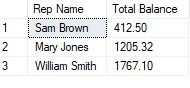 Rep Name Total Balance
1 Sam Brown 412.50
2 Mary Jones 1205.32
3 William Smith 1767.10